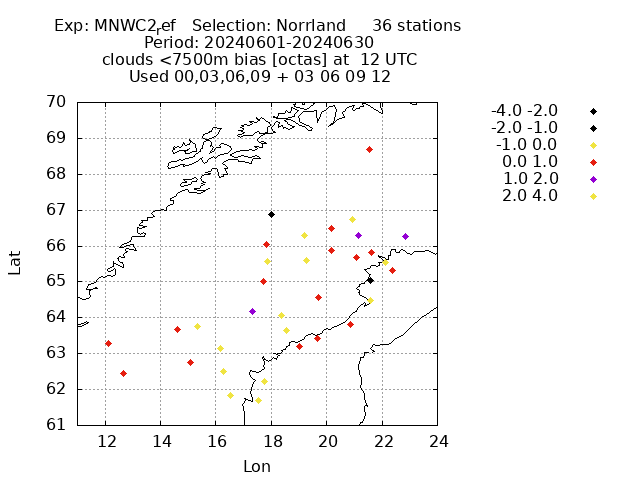 Exp: MNWC2ref   Selection: Norrland     36 stations
Period: 20240601-20240630
clouds <7500m bias [octas] at  12 UTC
Used 00,03,06,09 + 03 06 09 12
-4.0 -2.0
-2.0 -1.0
-1.0 0.0
0.0 1.0
1.0 2.0
2.0 4.0
70
69
68
67
66
65
64
63
62
61
Lat
12 14 16 18 20 22 24
Lon